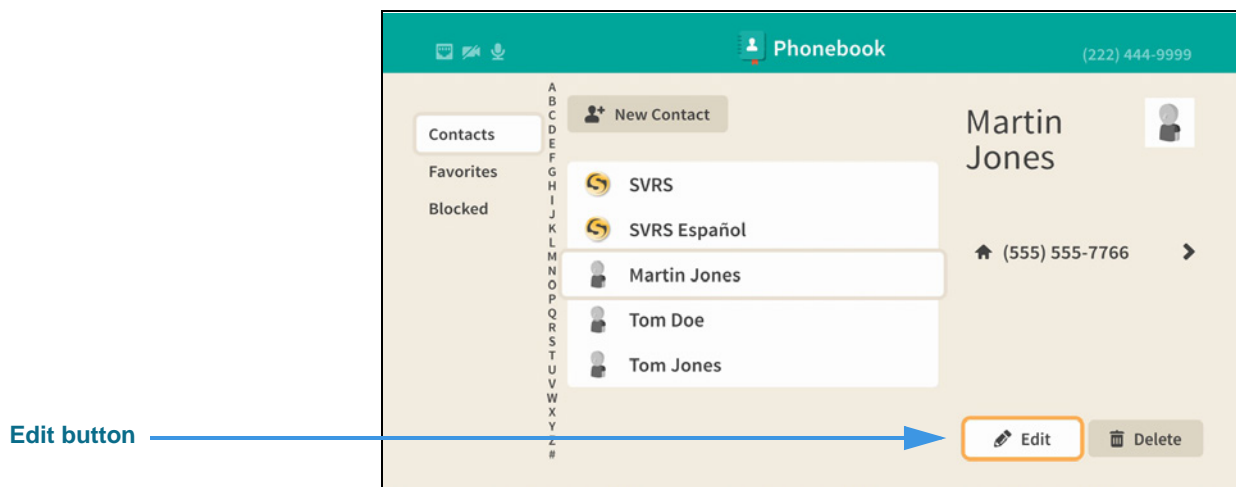 Phonebook
(222) 444-9999
Contacts
Favorites
Blocked
A
B
C
D
E
F
G
H
I
J
K
L
M
N
O
P
Q
R
S
T
U
V
W
X
Y
Z
#
New Contact
SVRS
SVRS Español
Martin Jones
Tom Doe
Tom Jones
Martin
Jones
(555) 555-7766
Edit button
Edit
Delete